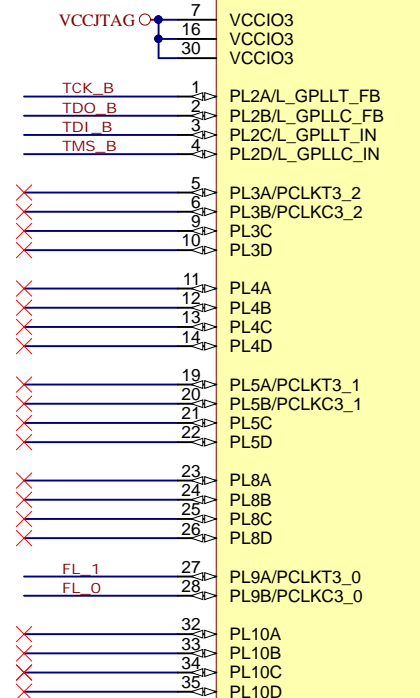 VCCJTAG 7 VCCIO3
16 VCCIO3
30 VCCIO3
TCK_B 1 PL2A/L_GPLLT_FB
TDO_B 2 PL2B/L_GPLLC_FB
TDI_B 3 PL2C/L_GPLLT_IN
TMS_B 4 PL2D/L_GPLLC_IN
5 PL3A/PCLKT3_2
6 PL3B/PCLKC3_2
9 PL3C
10 PL3D
11 PL4A
12 PL4B
13 PL4C
14 PL4D
19 PL5A/PCLKT3_1
20 PL5B/PCLKC3_1
21 PL5C
22 PL5D
23 PL8A
24 PL8B
25 PL8C
26 PL8D
FL_1 27 PL9A/PCLKT3_0
FL_0 28 PL9B/PCLKC3_0
32 PL10A
33 PL10B
34 PL10C
35 PL10D